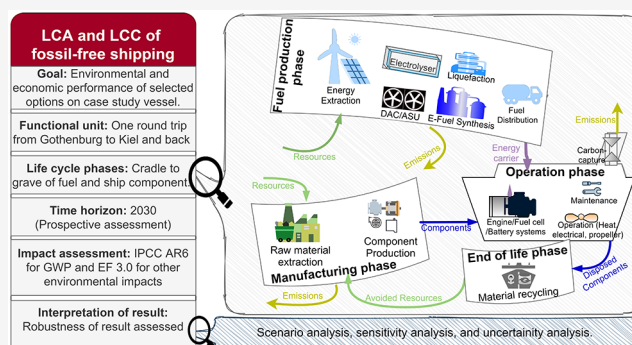 LCA and LCC of
fossil-free shipping
Goal: Environmental and
economic performance of selected
options on case study vessel.
Functional unit: One round trip
from Gothenburg to Kiel and back
Life cycle phases: Cradle to
grave of fuel and ship component.
Time horizon: 2030
(Prospective assessment)
Impact assessment: IPCC AR6
for GWP and EF 3.0 for other
environmental impacts
Interpretation of result:
Robustness of result assessed
Fuel production
phase
Energy
Extraction
Electrolyser
Liquefaction
DAC/ASU
E-Fuel Synthesis
Fuel
Distribution
Resources
Emissions
Energy
carrier
Emissions
Carbon-
capture
Operation phase
Maintenance
Engine/Fuel cell
/Battery systems
Operation (Heat,
electrical, propeller)
Resources
Raw material
extraction
Component
Production
Manufacturing phase
Components
End of life phase
Material recycling
Disposed
Components
Emissions
Avoided Resources
Scenario analysis, sensitivity analysis, and uncertainity analysis.